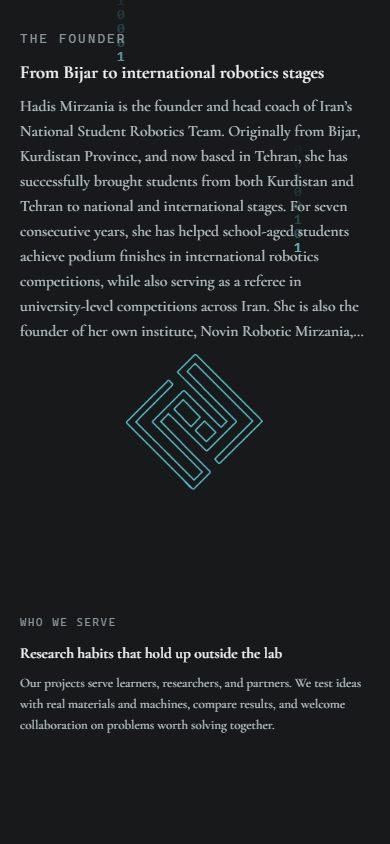 THE FOUNDER
From Bijar to international robotics stages
Hadis Mirzania is the founder and head coach of Iran's
National Student Robotics Team. Originally from Bijar,
Kurdistan Province, and now based in Tehran, she has
successfully brought students from both Kurdistan and
Tehran to national and international stages. For seven
consecutive years, she has helped school-aged students
achieve podium finishes in international robotics
competitions, while also serving as a referee in
university-level competitions across Iran. She is also the
founder of her own institute, Novin Robotic Mirzania,...
WHO WE SERVE
Research habits that hold up outside the lab
Our projects serve learners, researchers, and partners. We test ideas
with real materials and machines, compare results, and welcome
collaboration on problems worth solving together.